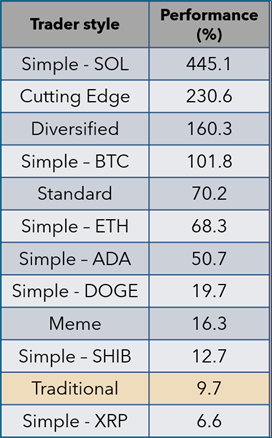 Trader style Performance
(%)
Simple - SOL 445.1
Cutting Edge 230.6
Diversified 160.3
Simple – BTC 101.8
Standard 70.2
Simple – ETH 68.3
Simple – ADA 50.7
Simple - DOGE 19.7
Meme 16.3
Simple – SHIB 12.7
Traditional 9.7
Simple - XRP 6.6